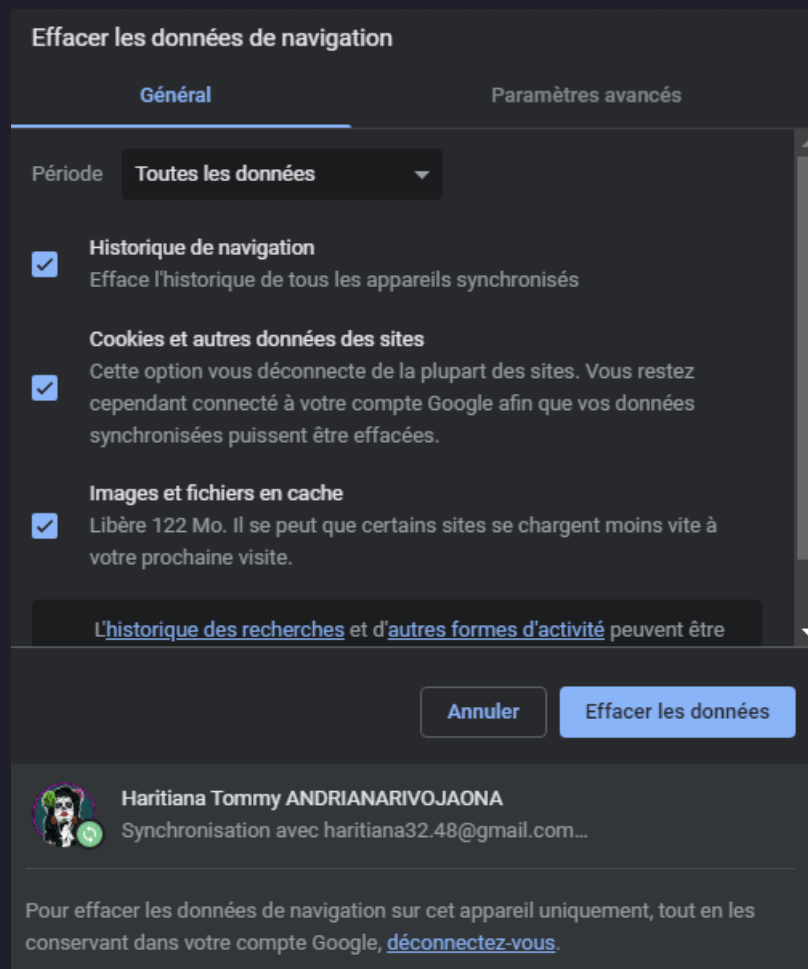 Effacer les données de navigation
Général
Paramètres avancés
Période
Toutes les données
Historique de navigation
Efface l'historique de tous les appareils synchronisés
Cookies et autres données des sites
Cette option vous déconnecte de la plupart des sites. Vous restez
cependant connecté à votre compte Google afin que vos données
synchronisées puissent être effacées.
Images et fichiers en cache
Libère 122 Mo. Il se peut que certains sites se chargent moins vite à
votre prochaine visite.
L'historique des recherches et d'autres formes d'activité peuvent être
Annuler
Effacer les données
Haritiana Tommy ANDRIANARIVOJAONA
Synchronisation avec haritiana32.48@gmail.com...
Pour effacer les données de navigation sur cet appareil uniquement, tout en les
conservant dans votre compte Google, déconnectez-vous.